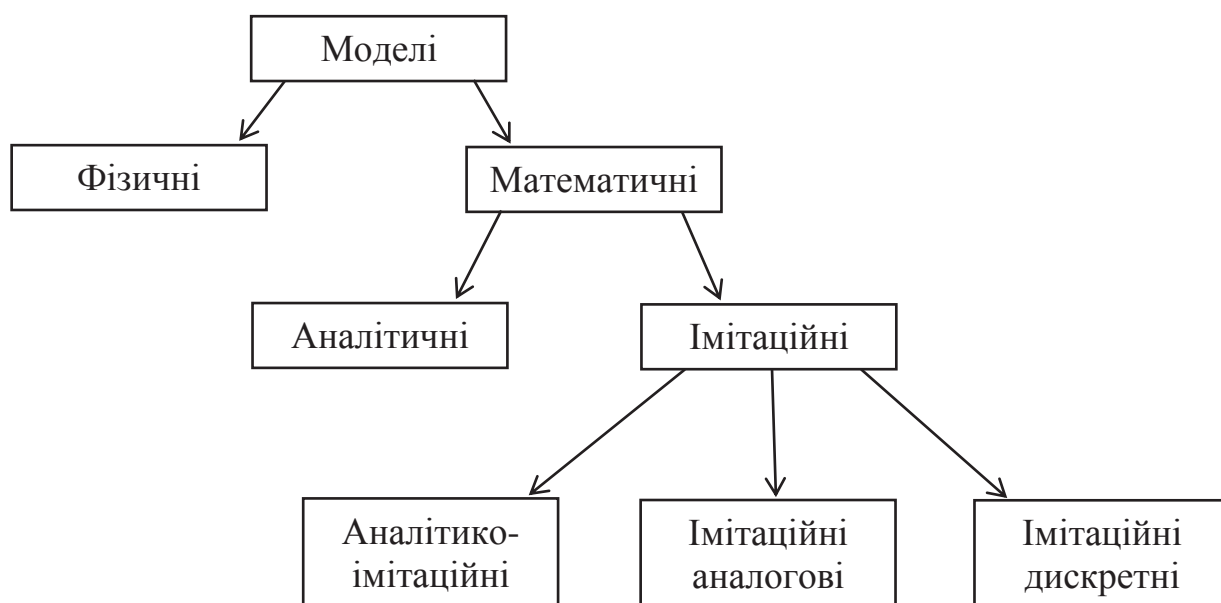 Моделі
Фізичні
Математичні
Аналітичні
Імітаційні
Аналітико-
імітаційні
Імітаційні
аналогові
Імітаційні
дискретні